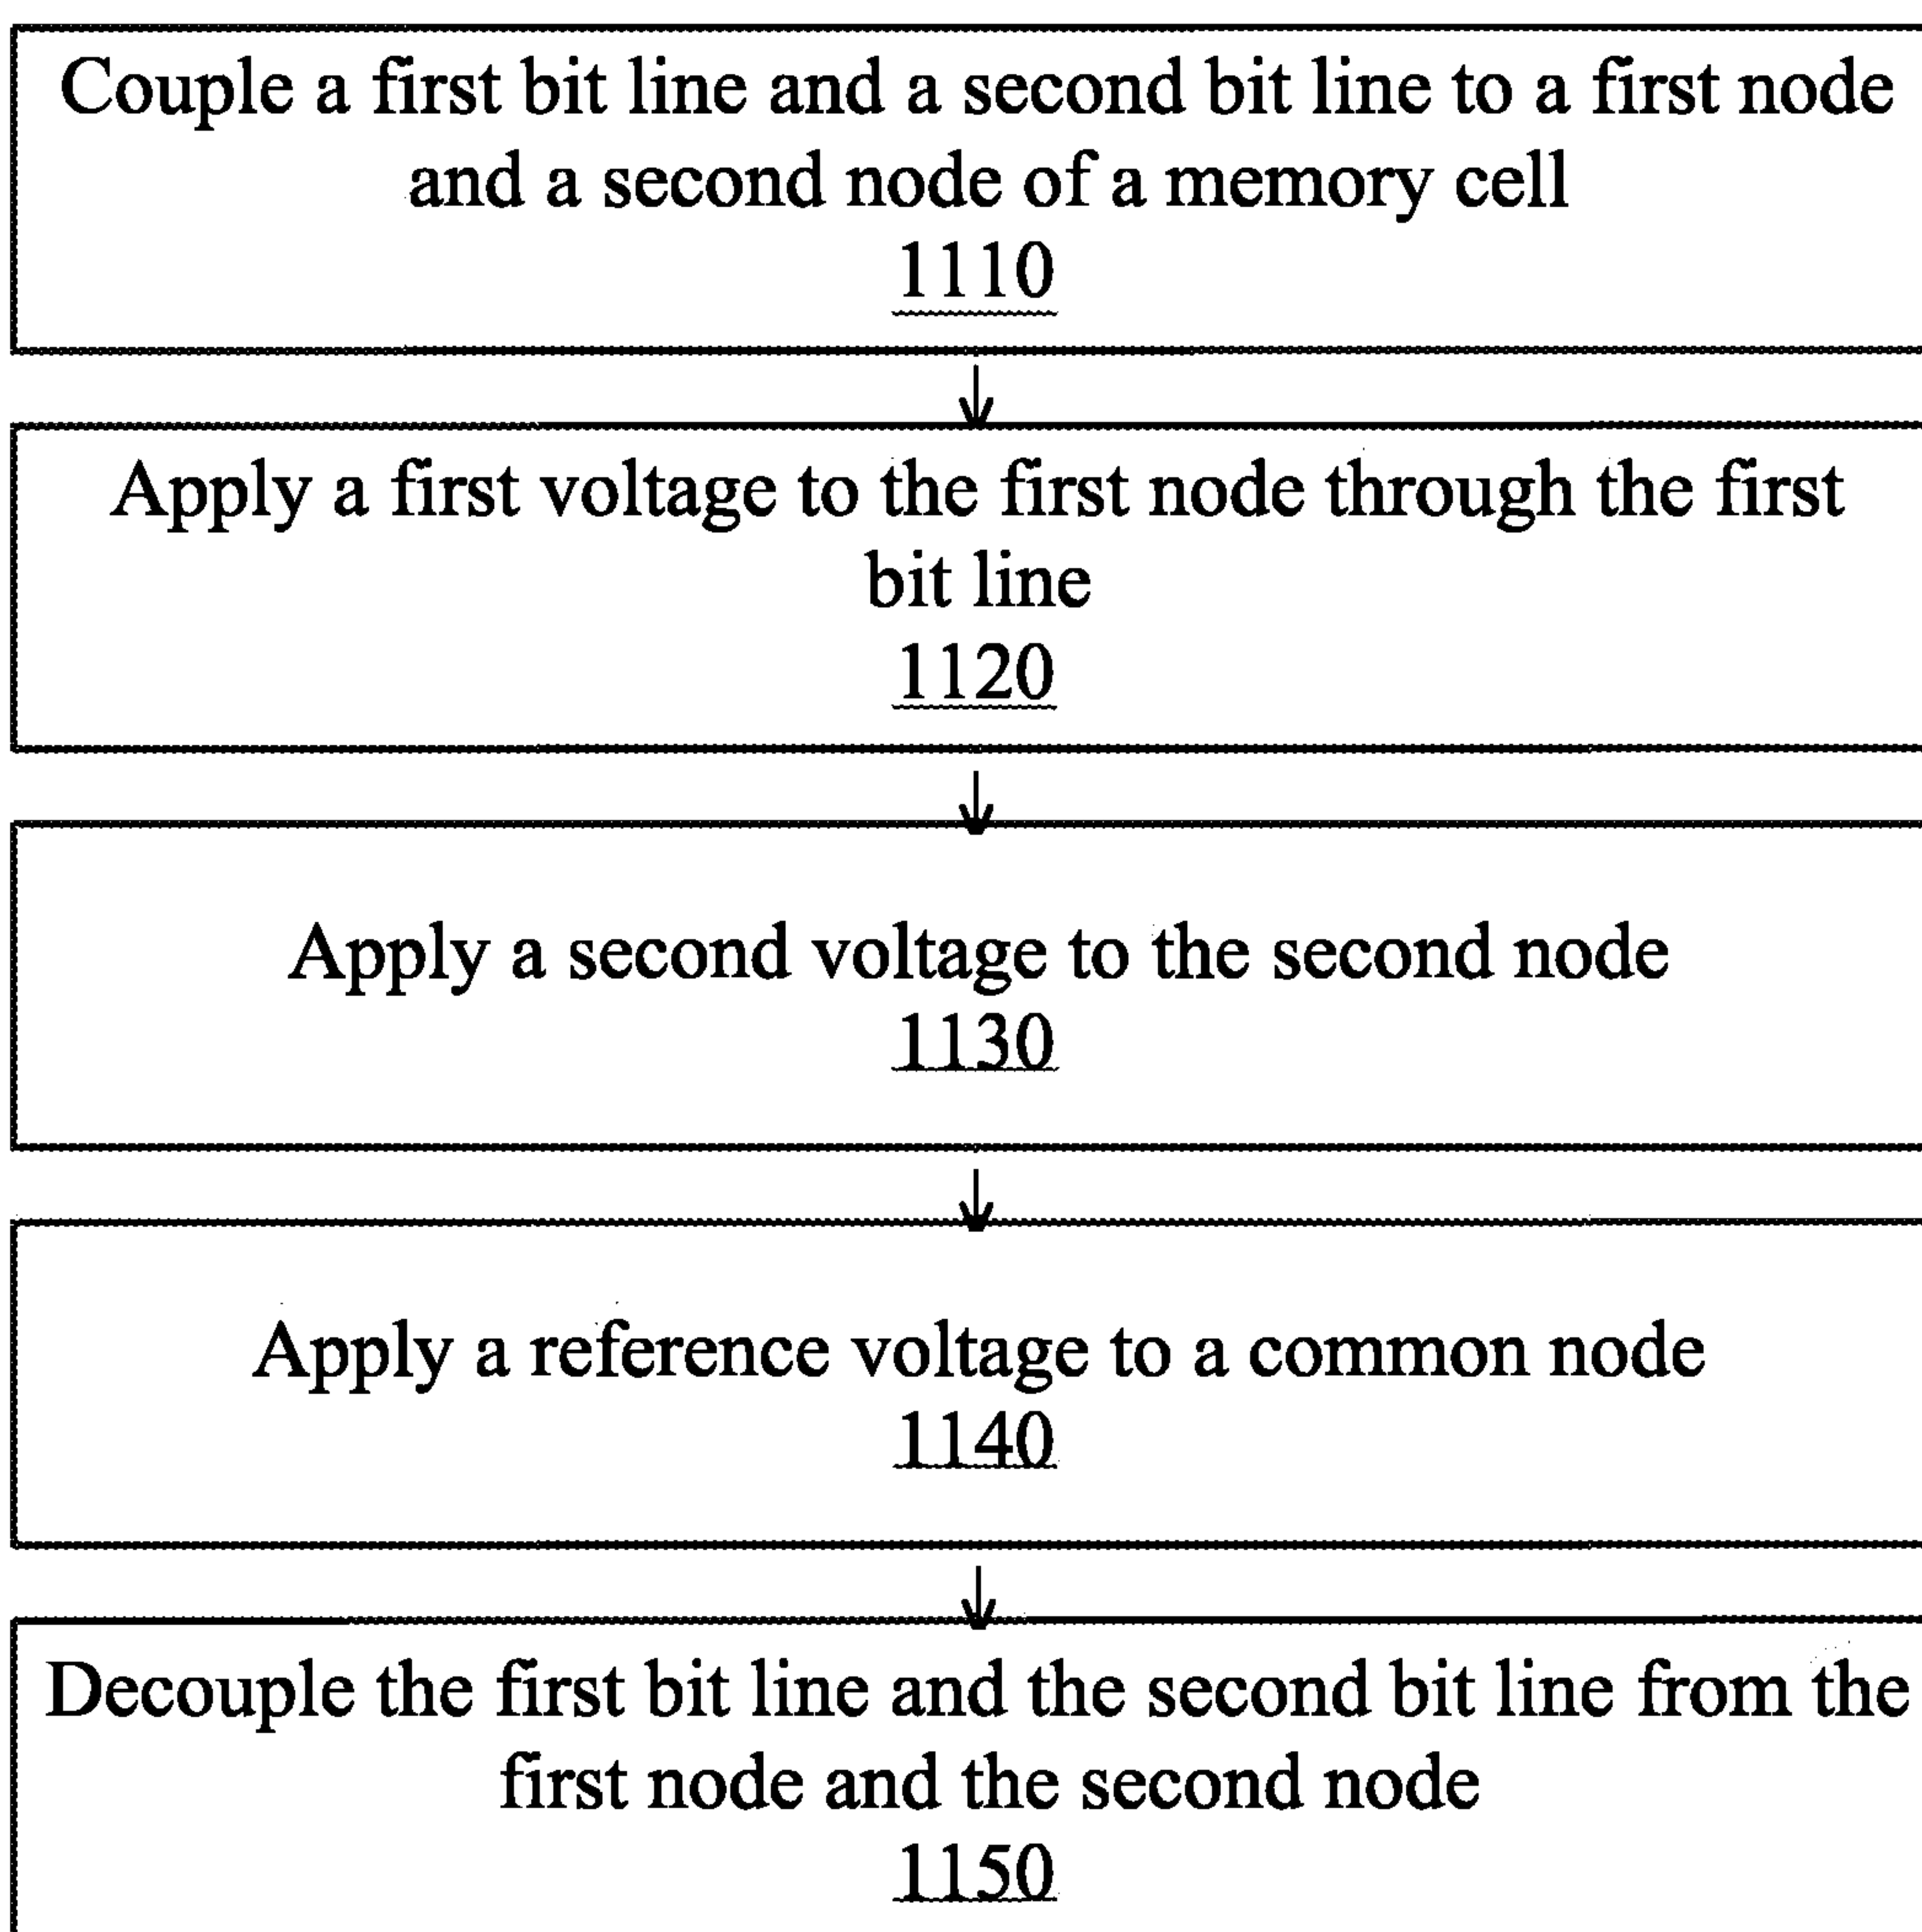 Couple a first bit line and a second bit line to a first node
and a second node of a memory cell
1110
Apply a first voltage to the first node through the first
bit line
1120
Apply a second voltage to the second node
1130
Apply a reference voltage to a common node
1140
Decouple the first bit line and the second bit line from the
first node and the second node
1150